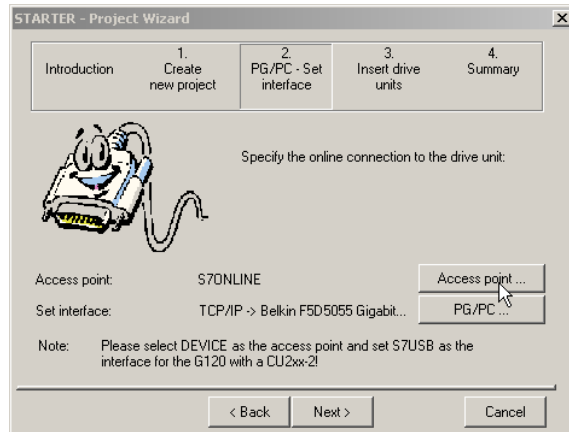 STARTER - Project Wizard
Introduction
1.
Create
new project
2.
PG/PC - Set
interface
3.
Insert drive
units
4.
Summary
Specify the online connection to the drive unit:
Access point: S7ONLINE Access point ...
Set interface: TCP/IP -> Belkin F5D5055 Gigabit... PG/PC ...
Note: Please select DEVICE as the access point and set S7USB as the
interface for the G120 with a CU2xx-2!
< Back Next > Cancel